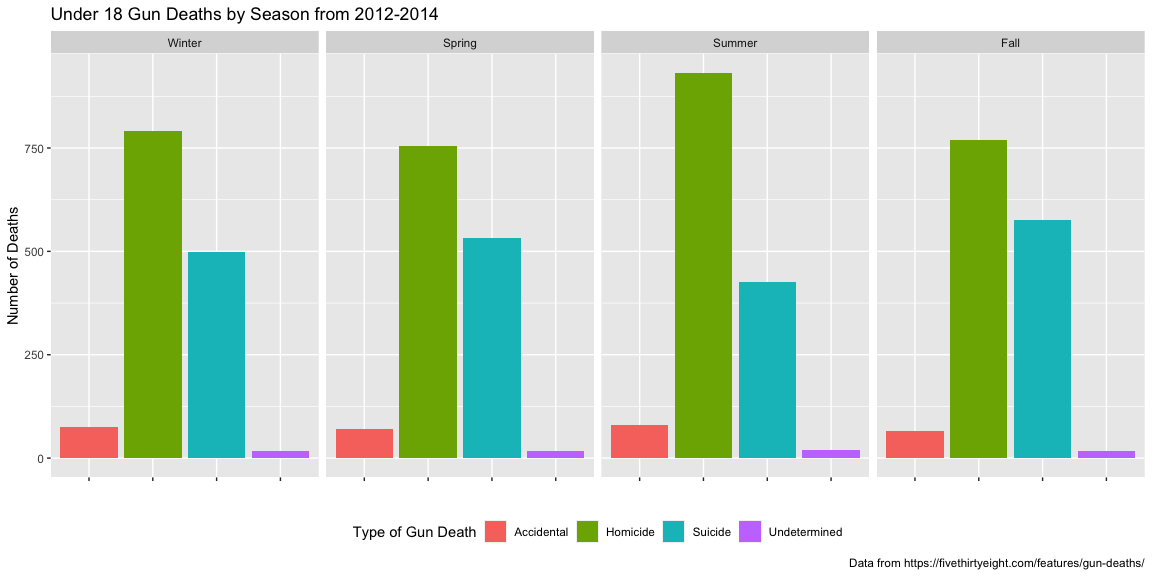 Under 18 Gun Deaths by Season from 2012-2014
Winter Spring Summer Fall
Number of Deaths
750
500
250
0
Type of Gun Death Accidental Homicide Suicide Undetermined
Data from https://fivethirtyeight.com/features/gun-deaths/